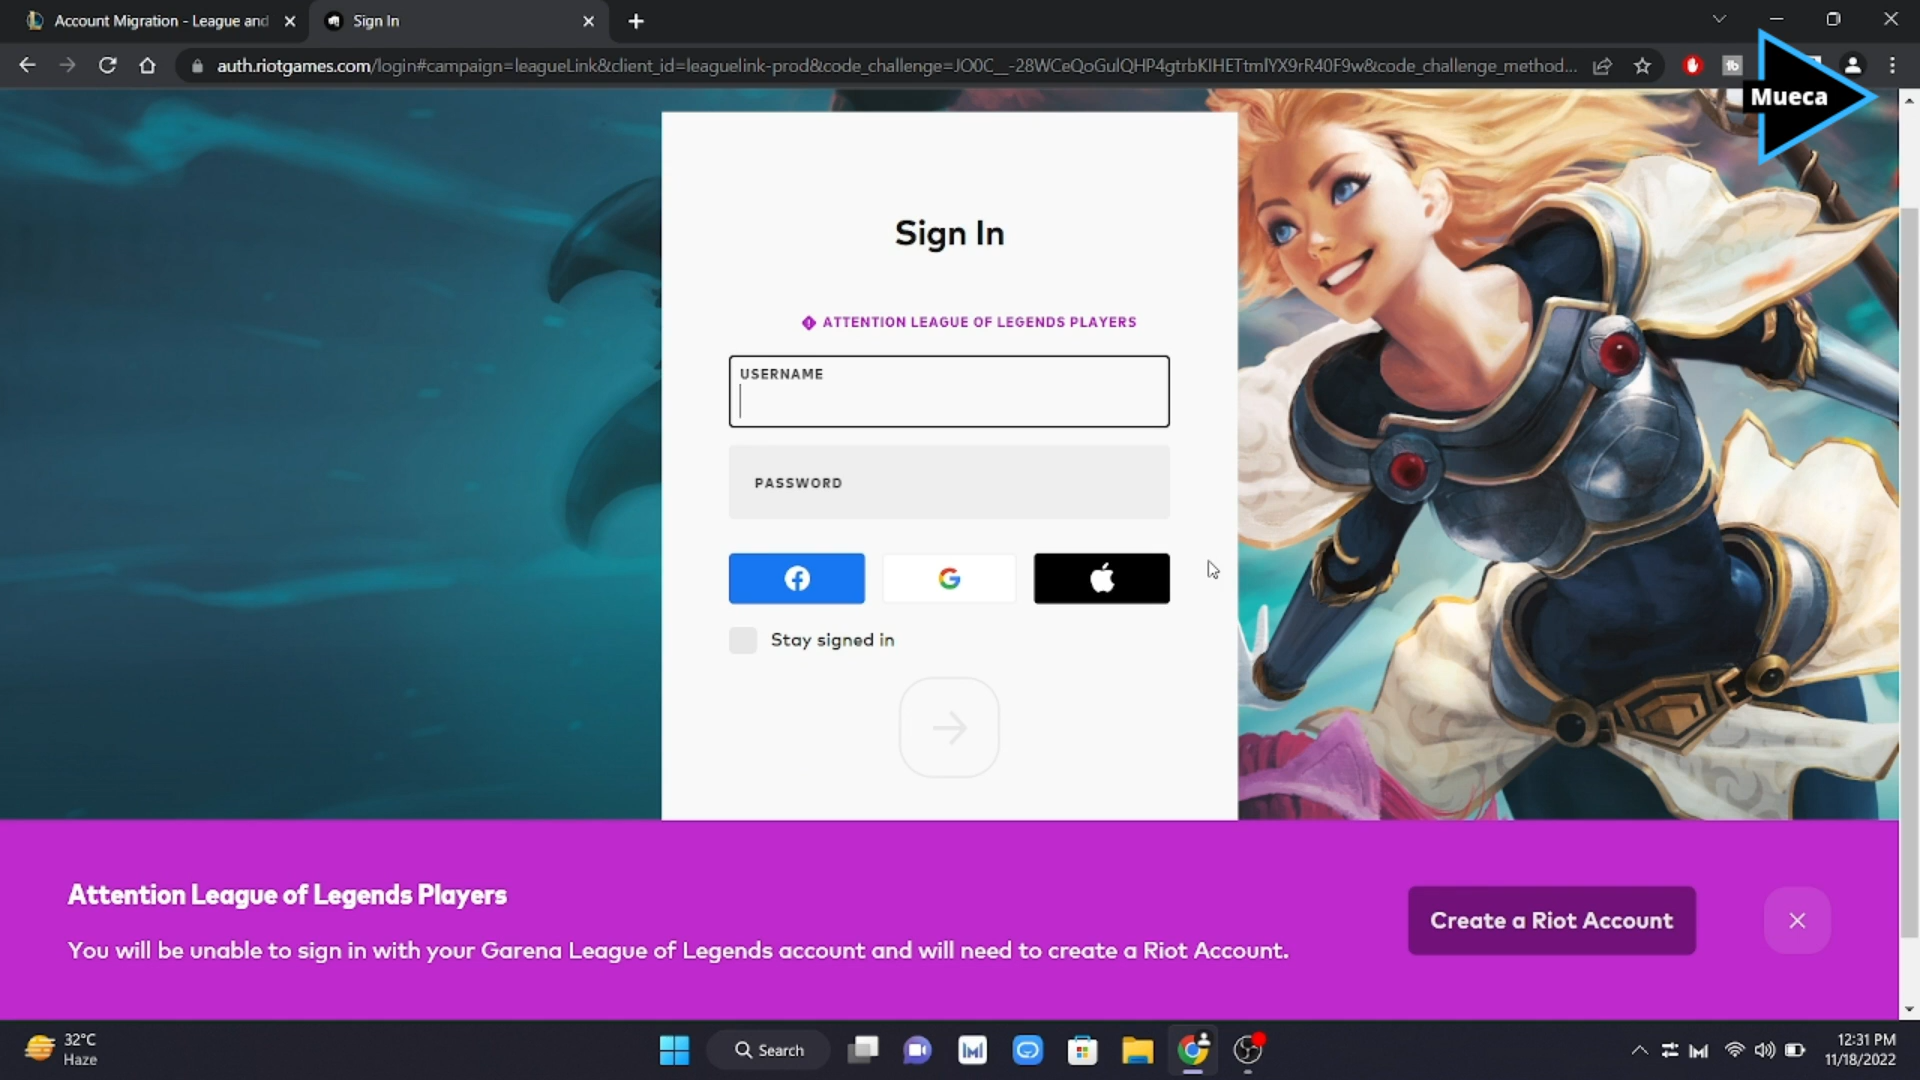 Account Migration - League and
Sign In
auth.riotgames.com/login#campaign=leagueLink&client_id=leaguelink-prod&code_challenge=JO0C__-28WCeQoGulQHP4gtrbKIHETtmlYX9rR40F9w&code_challenge_method...
Mueca
Sign In
ATTENTION LEAGUE OF LEGENDS PLAYERS
USERNAME
PASSWORD
Stay signed in
Attention League of Legends Players
You will be unable to sign in with your Garena League of Legends account and will need to create a Riot Account.
Create a Riot Account
32°C
Haze
Search
12:31 PM
11/18/2022